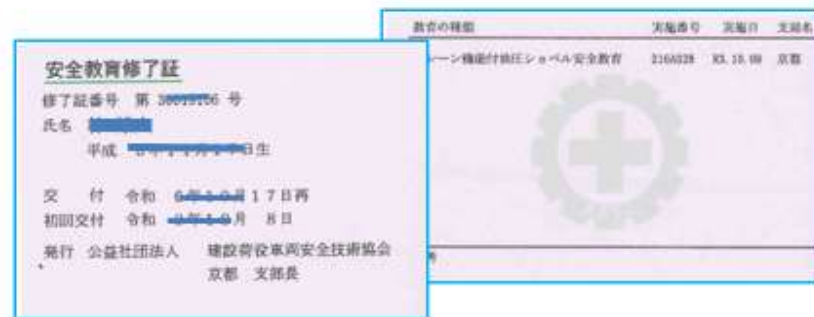 安全教育修了証
修了証番号 第 号
氏名
平成 日生
交 付 令和 17日再
初回交付 令和 月 8日
発行 公益社団法人 建設荷役車両安全技術協会
京都 支部長
教育の種類 実施番号 実施日 支部名
レーン機能付油圧ショベル安全教育 R3.10.08 京都